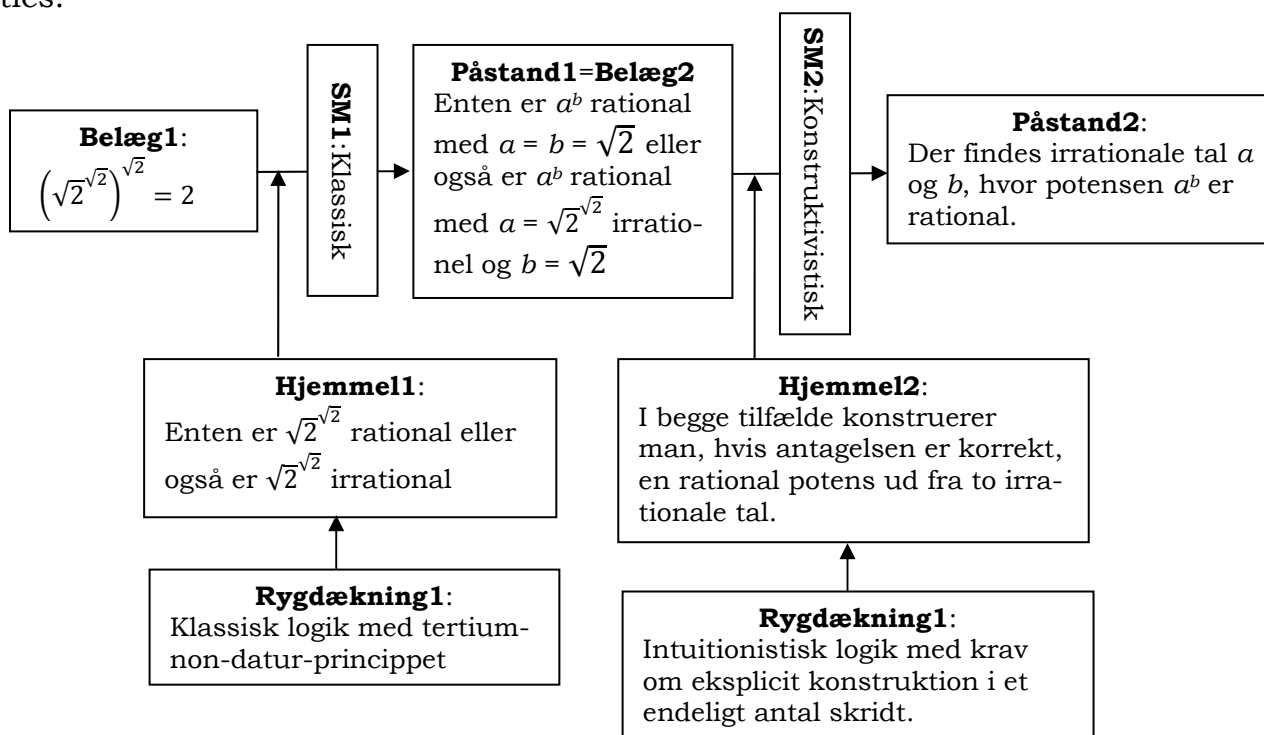 ties.
Belæg1:
(√2^√2)^√2 = 2
SM1:Klassisk
Påstand1=Belæg2
Enten er a^b rational
med a = b = √2 eller
også er a^b rational
med a = √2^√2 irratio-
nel og b = √2
SM2:Konstruktivistisk
Påstand2:
Der findes irrationale tal a
og b, hvor potensen a^b er
rational.
Hjemmel1:
Enten er √2^√2 rational eller
også er √2^√2 irrational
Hjemmel2:
I begge tilfælde konstruerer
man, hvis antagelsen er korrekt,
en rational potens ud fra to irra-
tionale tal.
Rygdækning1:
Klassisk logik med tertium-
non-datur-princippet
Rygdækning1:
Intuitionistisk logik med krav
om eksplicit konstruktion i et
endeligt antal skridt.